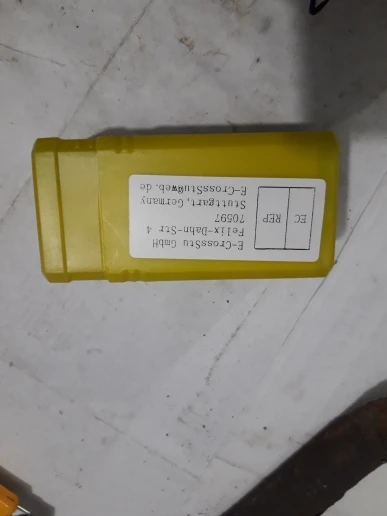 EC REP
E-CrossStu GmbH
Felix-Dahn-Str 4
70597
Stuttgart, Germany
E-CrossStu@web.de